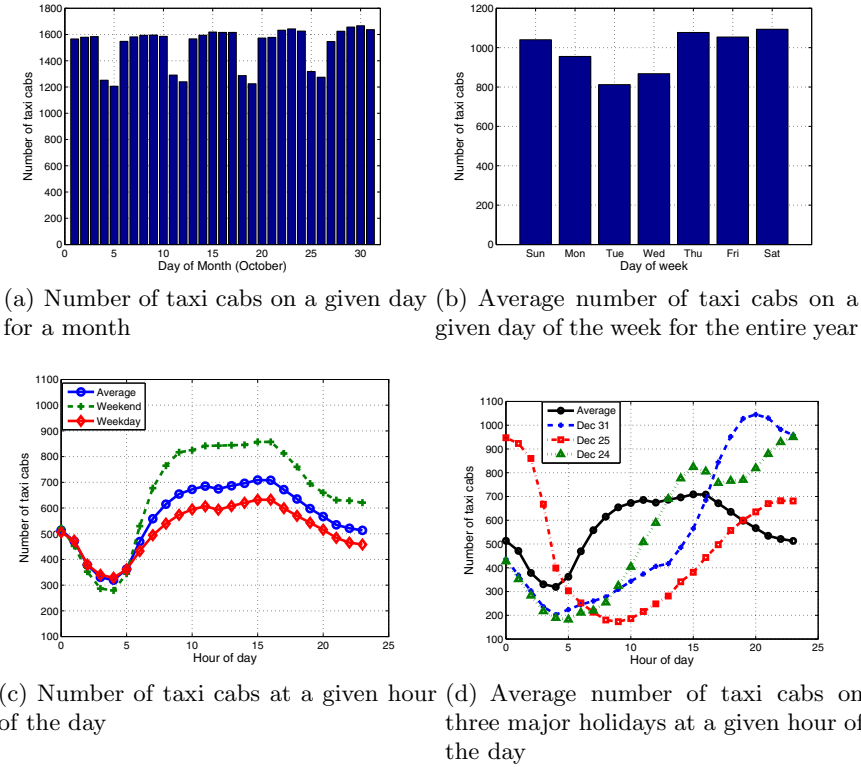 1800
1600
1400
1200
1000
800
600
400
200
0
Number of taxi cabs
0 5 10 15 20 25 30
Day of Month (October)
1200
1000
800
600
400
200
0
Number of taxi cabs
Sun Mon Tue Wed Thu Fri Sat
Day of week
(a) Number of taxi cabs on a given day
for a month
(b) Average number of taxi cabs on a
given day of the week for the entire year
1100
1000
900
800
700
600
500
400
300
200
100
Number of taxi cabs
Average
Weekend
Weekday
0 5 10 15 20 25
Hour of day
1100
1000
900
800
700
600
500
400
300
200
100
Number of taxi cabs
Average
Dec 31
Dec 25
Dec 24
0 5 10 15 20 25
Hour of day
(c) Number of taxi cabs at a given hour
of the day
(d) Average number of taxi cabs on
three major holidays at a given hour of
the day